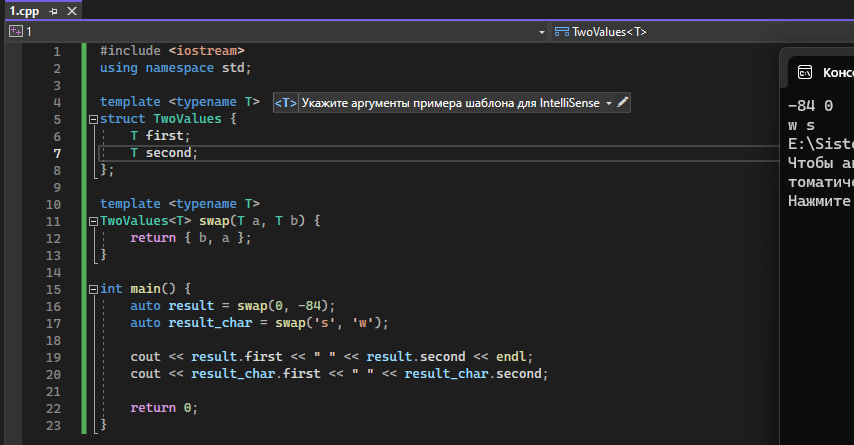 1.cpp
1
TwoValues<T>
1 #include <iostream>
2 using namespace std;
3
4 template <typename T> <T> Укажите аргументы примера шаблона для IntelliSense
5 struct TwoValues {
6 T first;
7 T second;
8 };
9
10 template <typename T>
11 TwoValues<T> swap(T a, T b) {
12 return { b, a };
13 }
14
15 int main() {
16 auto result = swap(0, -84);
17 auto result_char = swap('s', 'w');
18
19 cout << result.first << " " << result.second << endl;
20 cout << result_char.first << " " << result_char.second;
21
22 return 0;
23 }
Консо
-84 0
w s
E:\Siste
Чтобы ав
томатиче
Нажмите